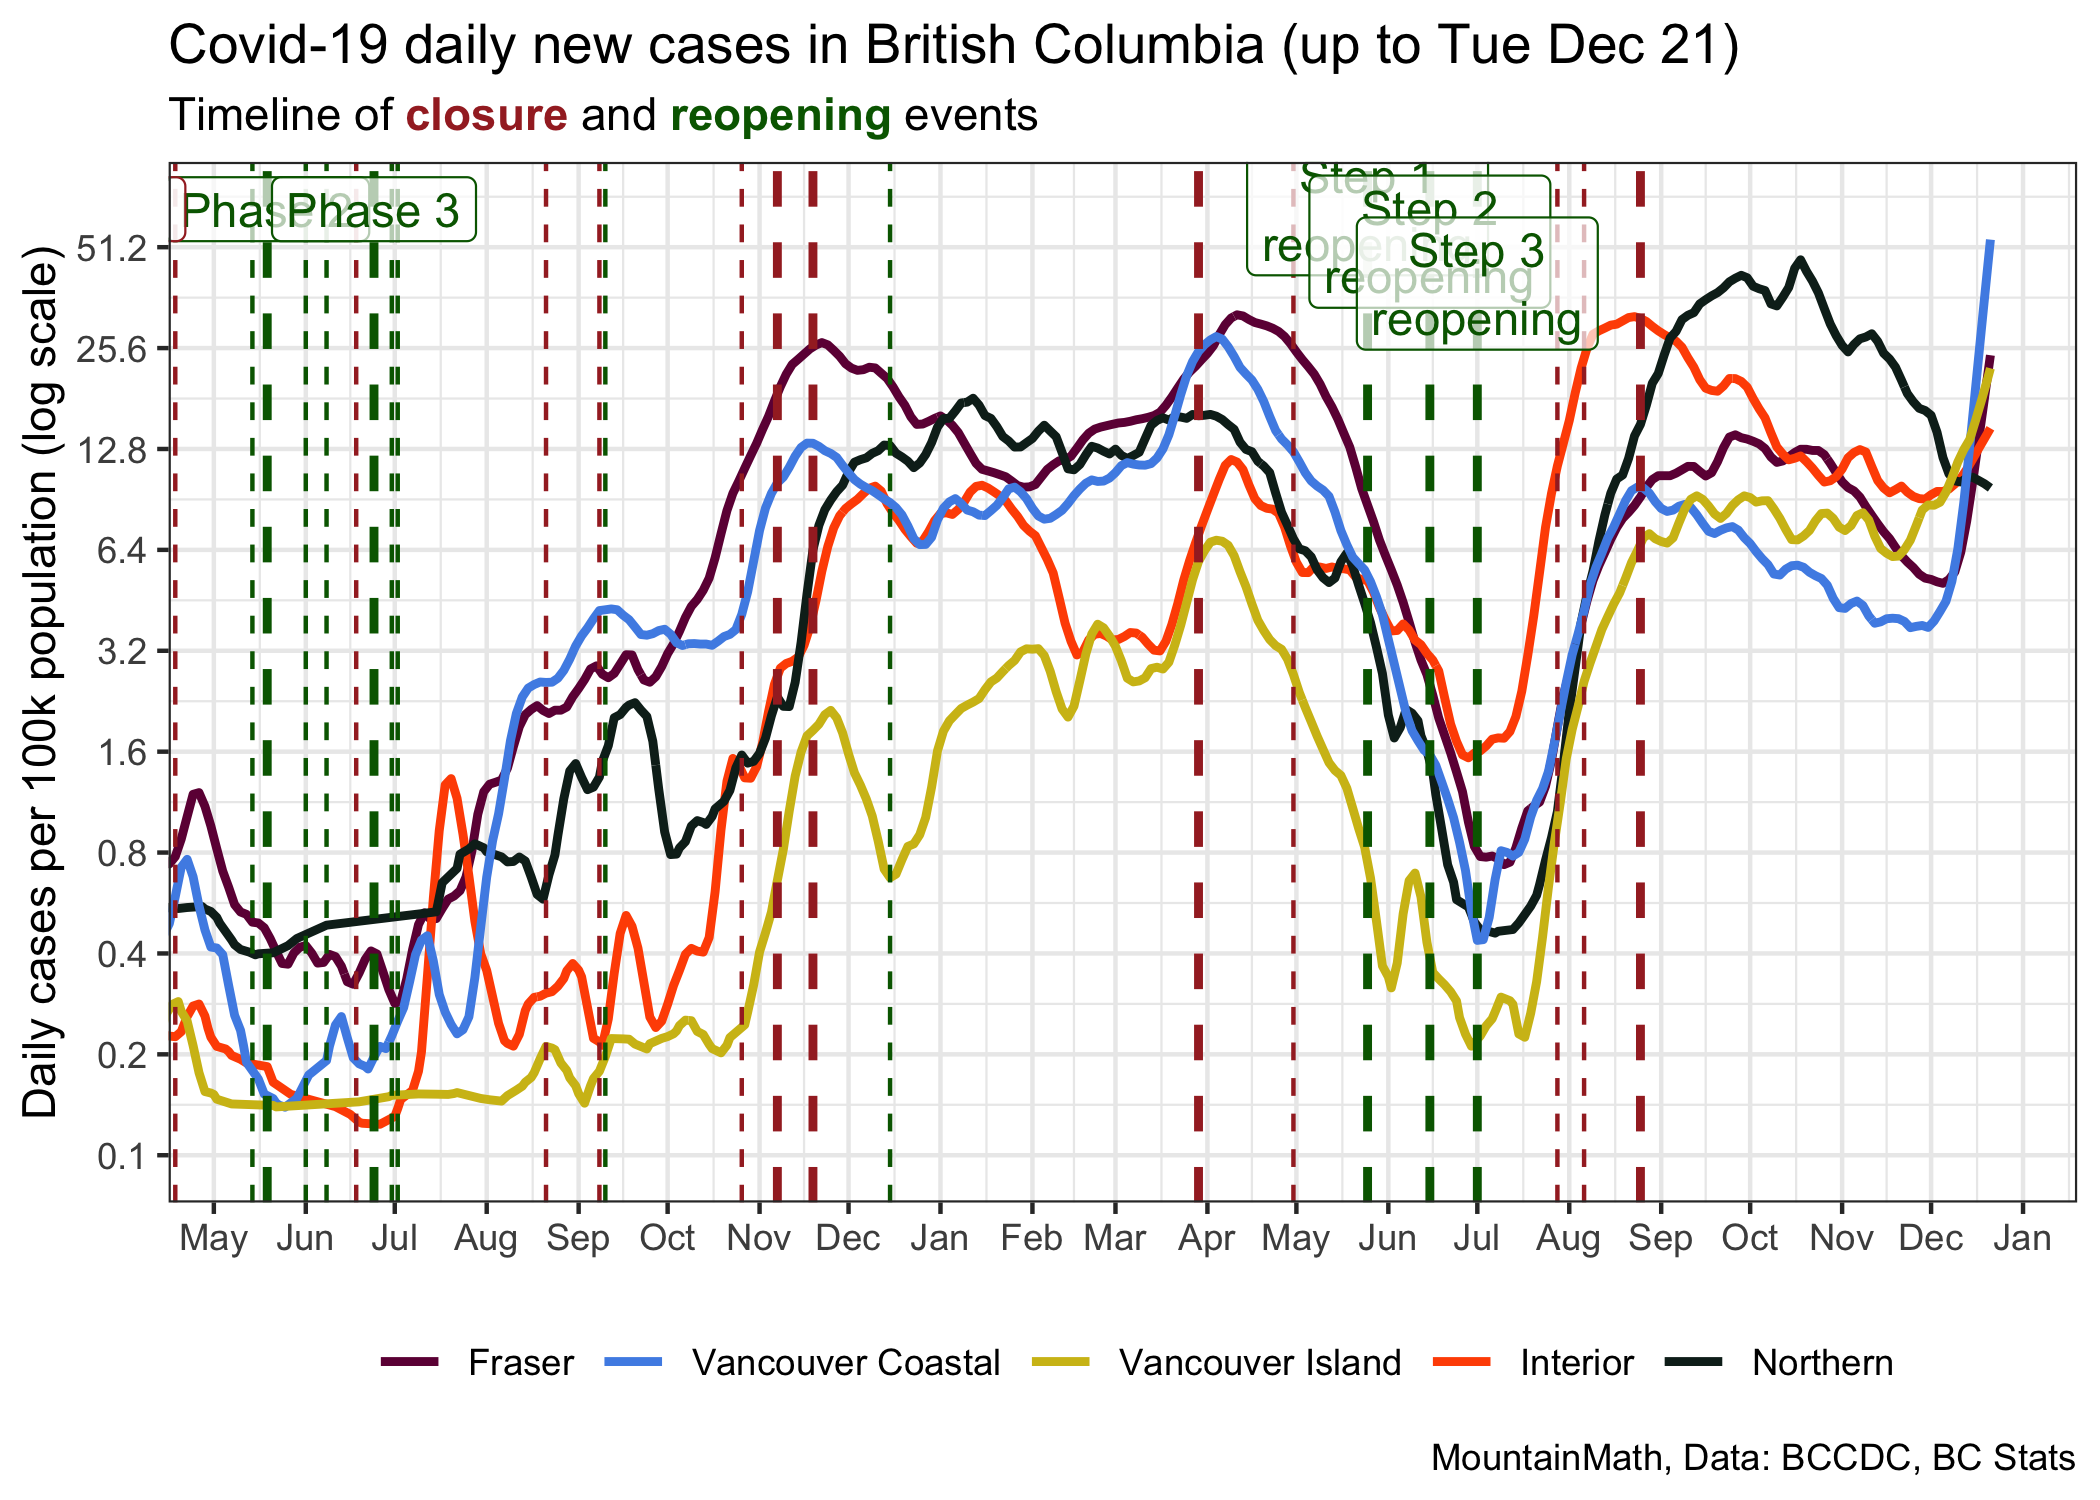 Covid-19 daily new cases in British Columbia (up to Tue Dec 21)
Timeline of closure and reopening events
Phase 2
Phase 3
Step 1
reopening
Step 2
reopening
Step 3
reopening
Daily cases per 100k population (log scale)
51.2
25.6
12.8
6.4
3.2
1.6
0.8
0.4
0.2
0.1
May Jun Jul Aug Sep Oct Nov Dec Jan Feb Mar Apr May Jun Jul Aug Sep Oct Nov Dec Jan
Fraser Vancouver Coastal Vancouver Island Interior Northern
MountainMath, Data: BCCDC, BC Stats